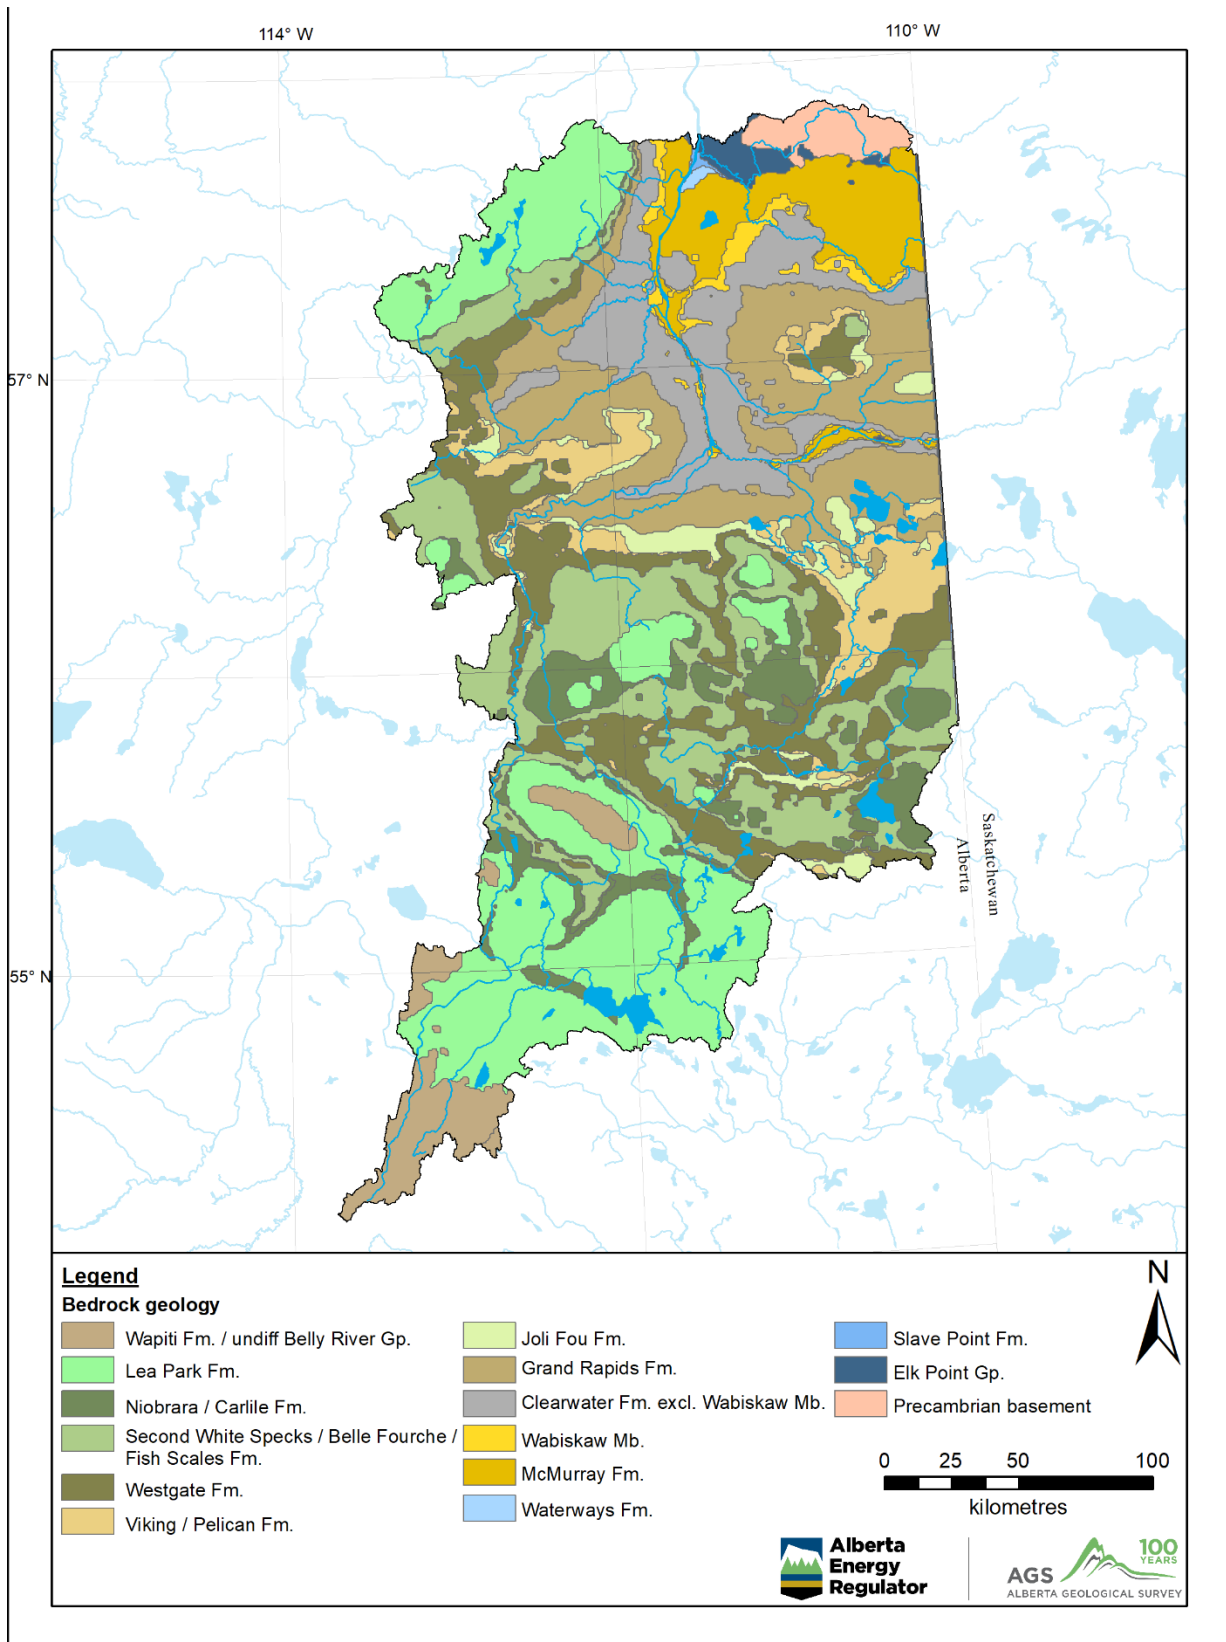 114° W
110° W
57° N
Saskatchewan
Alberta
55° N
Legend
Bedrock geology
Wapiti Fm. / undiff Belly River Gp.
Lea Park Fm.
Niobrara / Carlile Fm.
Second White Specks / Belle Fourche /
Fish Scales Fm.
Westgate Fm.
Viking / Pelican Fm.
Joli Fou Fm.
Grand Rapids Fm.
Clearwater Fm. excl. Wabiskaw Mb.
Wabiskaw Mb.
McMurray Fm.
Waterways Fm.
Slave Point Fm.
Elk Point Gp.
Precambrian basement
N
0 25 50 100
kilometres
Alberta
Energy
Regulator
100
YEARS
AGS
ALBERTA GEOLOGICAL SURVEY